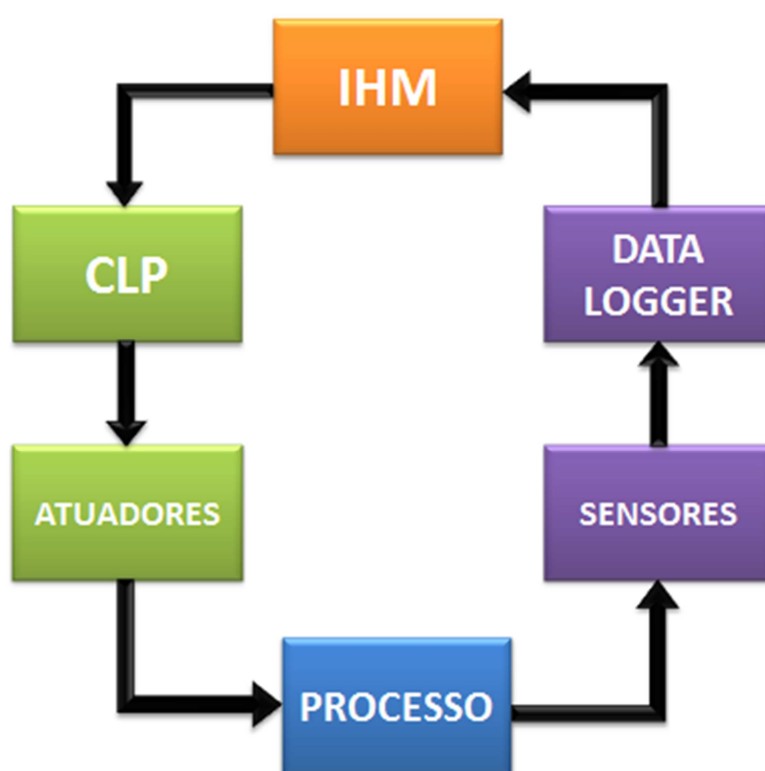 IHM
CLP
DATA
LOGGER
ATUADORES
SENSORES
PROCESSO